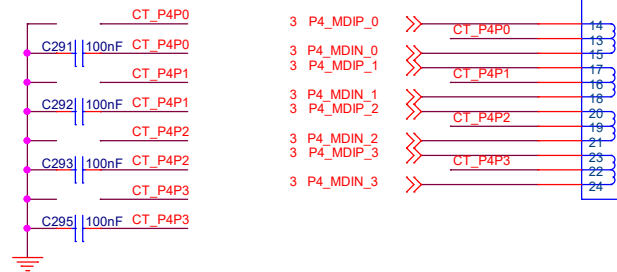 CT_P4P0
C291 100nF CT_P4P0
CT_P4P1
C292 100nF CT_P4P1
CT_P4P2
C293 100nF CT_P4P2
CT_P4P3
C295 100nF CT_P4P3
3 P4_MDIP_0 14
CT_P4P0 13
3 P4_MDIN_0 15
3 P4_MDIP_1 17
CT_P4P1 16
3 P4_MDIN_1 18
3 P4_MDIP_2 20
CT_P4P2 19
3 P4_MDIN_2 21
3 P4_MDIP_3 23
CT_P4P3 22
3 P4_MDIN_3 24